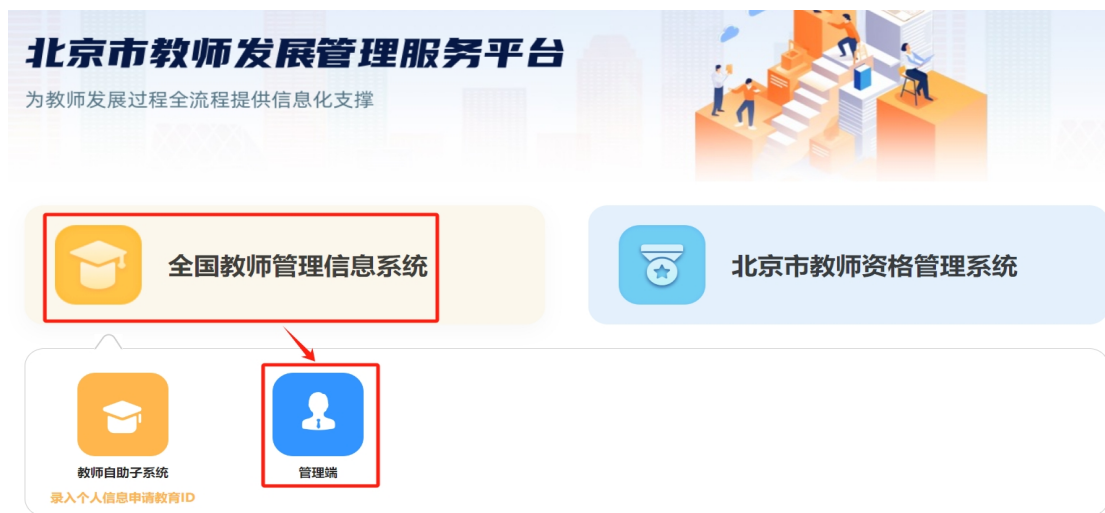 北京市教师发展管理服务平台
为教师发展过程全流程提供信息化支撑
全国教师管理信息系统
北京市教师资格管理系统
教师自助子系统
管理端
录入个人信息申请教育ID